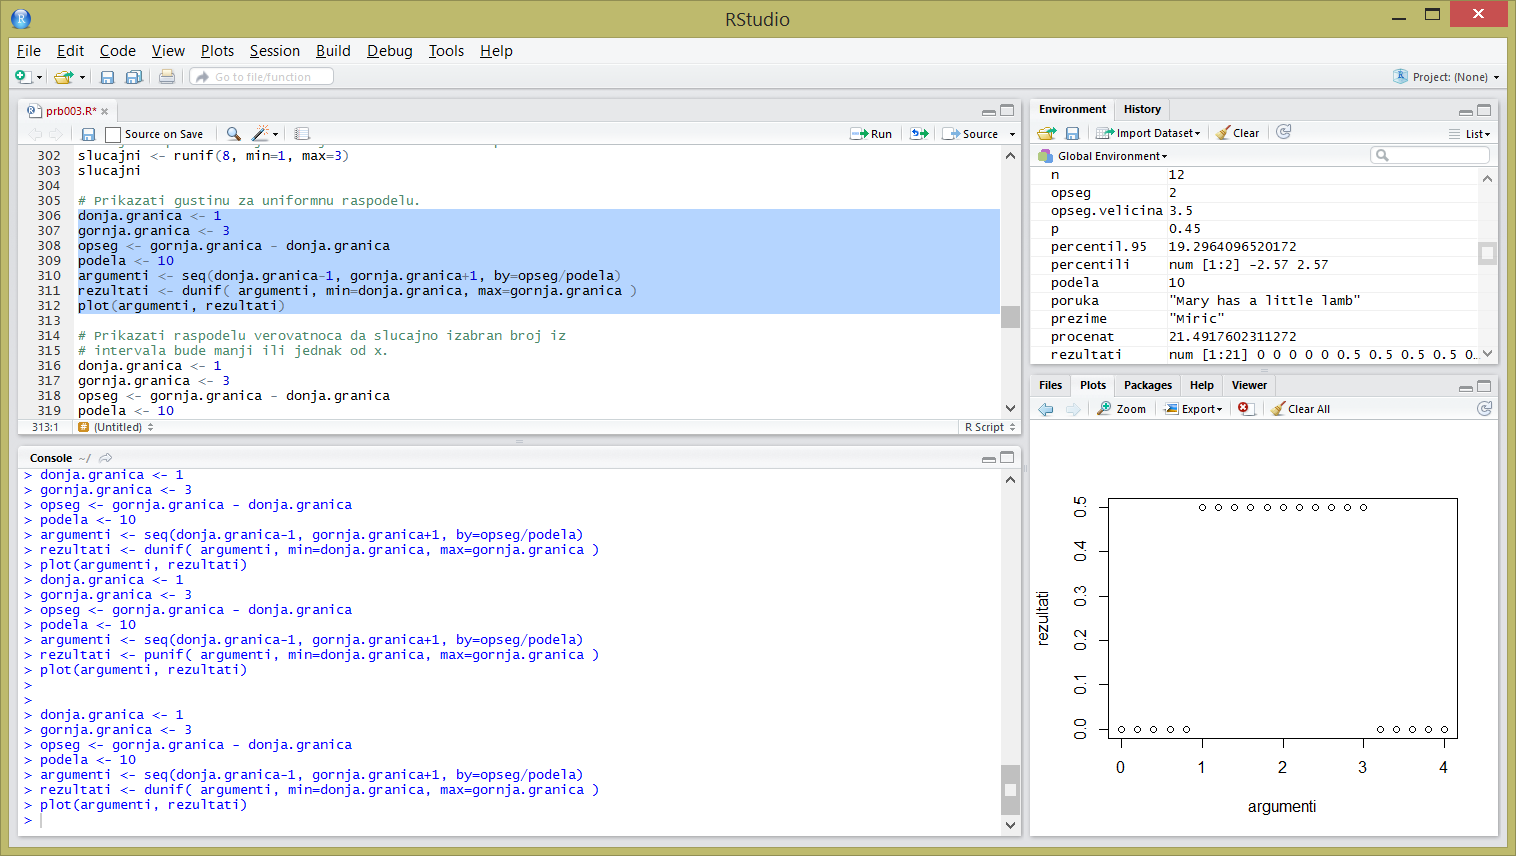 RStudio
File Edit Code View Plots Session Build Debug Tools Help
Go to file/function
Project: (None)
prb003.R*
Source on Save
Run
Source
302 slucajni <- runif(8, min=1, max=3)
303 slucajni
304
305 # Prikazati gustinu za uniformnu raspodelu.
306 donja.granica <- 1
307 gornja.granica <- 3
308 opseg <- gornja.granica - donja.granica
309 podela <- 10
310 argumenti <- seq(donja.granica-1, gornja.granica+1, by=opseg/podela)
311 rezultati <- dunif( argumenti, min=donja.granica, max=gornja.granica )
312 plot(argumenti, rezultati)
313
314 # Prikazati raspodelu verovatnoca da slucajno izabran broj iz
315 # intervala bude manji ili jednak od x.
316 donja.granica <- 1
317 gornja.granica <- 3
318 opseg <- gornja.granica - donja.granica
319 podela <- 10
313:1 # (Untitled) R Script
Console ~/
> donja.granica <- 1
> gornja.granica <- 3
> opseg <- gornja.granica - donja.granica
> podela <- 10
> argumenti <- seq(donja.granica-1, gornja.granica+1, by=opseg/podela)
> rezultati <- dunif( argumenti, min=donja.granica, max=gornja.granica )
> plot(argumenti, rezultati)
> donja.granica <- 1
> gornja.granica <- 3
> opseg <- gornja.granica - donja.granica
> podela <- 10
> argumenti <- seq(donja.granica-1, gornja.granica+1, by=opseg/podela)
> rezultati <- punif( argumenti, min=donja.granica, max=gornja.granica )
> plot(argumenti, rezultati)
>
>
> donja.granica <- 1
> gornja.granica <- 3
> opseg <- gornja.granica - donja.granica
> podela <- 10
> argumenti <- seq(donja.granica-1, gornja.granica+1, by=opseg/podela)
> rezultati <- dunif( argumenti, min=donja.granica, max=gornja.granica )
> plot(argumenti, rezultati)
>
Environment History
Import Dataset Clear List
Global Environment
n 12
opseg 2
opseg.velicina 3.5
p 0.45
percentil.95 19.2964096520172
percentili num [1:2] -2.57 2.57
podela 10
poruka "Mary has a little lamb"
prezime "Miric"
procenat 21.4917602311272
rezultati num [1:21] 0 0 0 0 0 0.5 0.5 0.5 0.5 0…
Files Plots Packages Help Viewer
Zoom Export Clear All
rezultati
0.5
0.4
0.3
0.2
0.1
0.0
0 1 2 3 4
argumenti